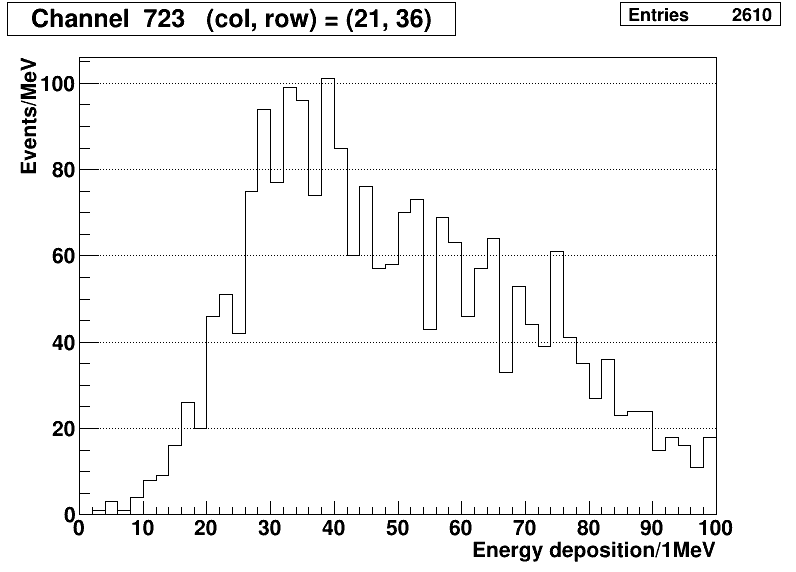 Channel 723 (col, row) = (21, 36)
Entries 2610
Events/MeV
100
80
60
40
20
0
0 10 20 30 40 50 60 70 80 90 100
Energy deposition/1MeV